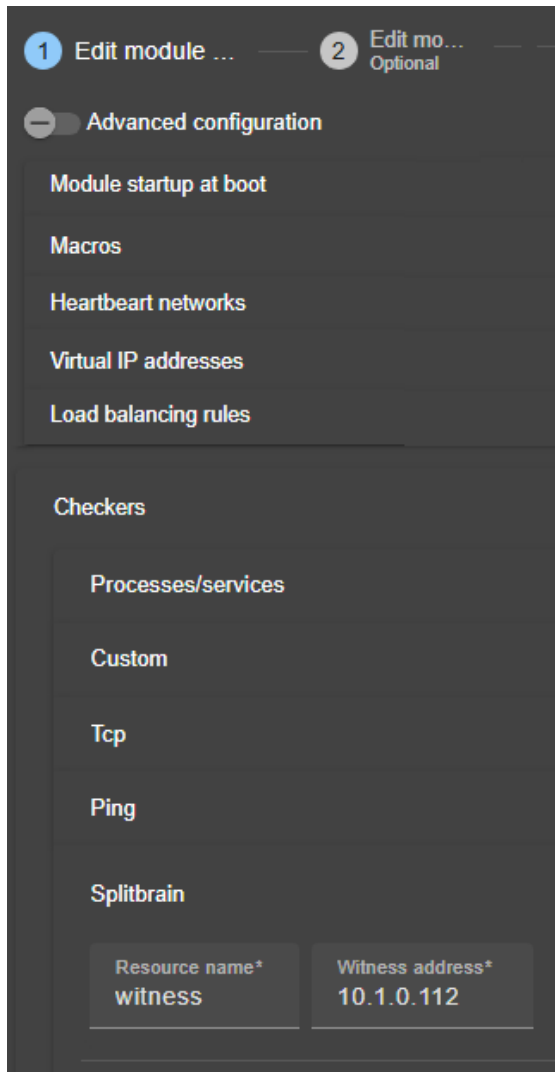 1 Edit module ... 2 Edit mo...
Optional
Advanced configuration
Module startup at boot
Macros
Heartbeart networks
Virtual IP addresses
Load balancing rules
Checkers
Processes/services
Custom
Tcp
Ping
Splitbrain
Resource name* Witness address*
witness 10.1.0.112